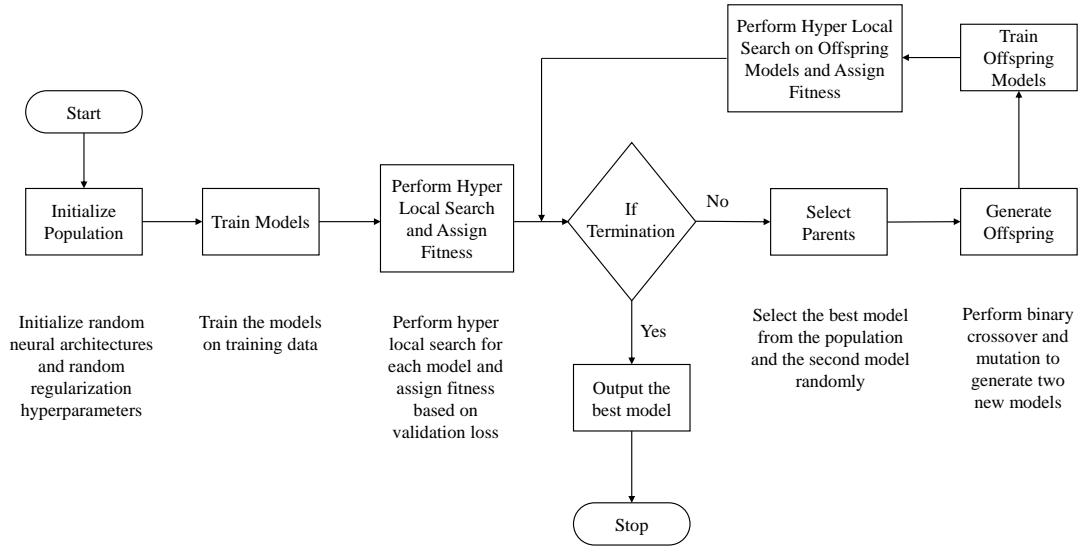 Start
Initialize
Population
Train Models
Perform Hyper
Local Search
and Assign
Fitness
If
Termination
No
Yes
Select
Parents
Generate
Offspring
Train
Offspring
Models
Perform Hyper Local
Search on Offspring
Models and Assign
Fitness
Output the
best model
Stop
Initialize random
neural architectures
and random
regularization
hyperparameters
Train the models
on training data
Perform hyper
local search for
each model and
assign fitness
based on
validation loss
Select the best model
from the population
and the second model
randomly
Perform binary
crossover and
mutation to
generate two
new models